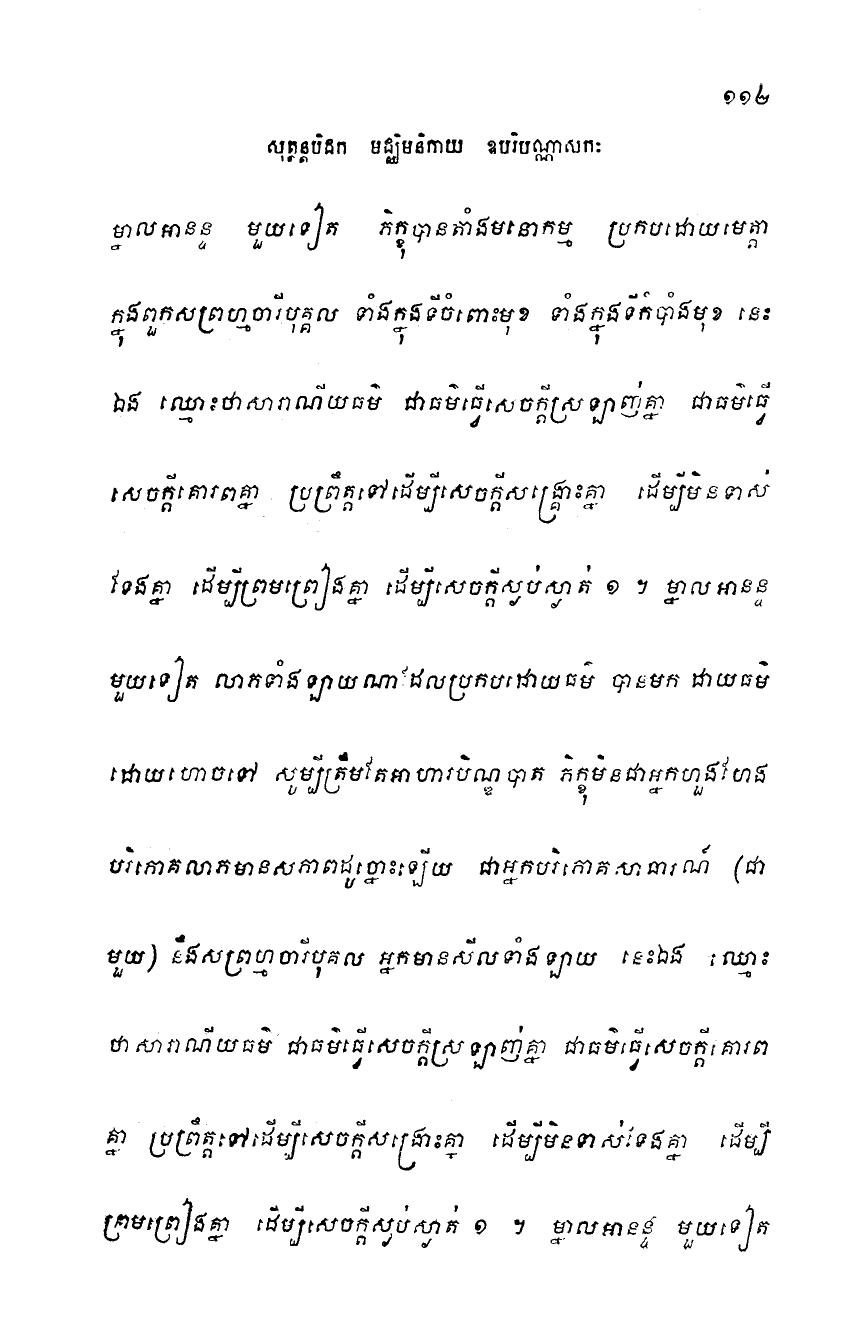 ១១២
សុត្តន្តបិដក មជ្ឈិមនិកាយ ឧបរិបណ្ណាសកៈ
ម្នាលអានន្ទ មួយទៀត ភិក្ខុបានតាំងមនោកម្ម ប្រកបដោយមេត្តា
ក្នុងពួកសព្រហ្មចារីបុគ្គល ទាំងក្នុងទីចំពោះមុខ ទាំងក្នុងទីកំបាំងមុខ នេះ
ឯង ឈ្មោះថាសារាណីយធម៌ ជាធម៌ធ្វើសេចក្តីស្រឡាញ់គ្នា ជាធម៌ធ្វើ
សេចក្តីគោរពគ្នា ប្រព្រឹត្តទៅដើម្បីសេចក្តីសង្គ្រោះគ្នា ដើម្បីមិនទាស់
ទែងគ្នា ដើម្បីព្រមព្រៀងគ្នា ដើម្បីសេចក្តីស្ងប់ស្ងាត់ ១ ។ ម្នាលអានន្ទ
មួយទៀត លាភទាំងឡាយណាដែលប្រកបដោយធម៌ បានមក ដោយធម៌
ដោយហោចទៅ សូម្បីត្រឹមតែអាហារបិណ្ឌបាត ភិក្ខុមិនជាអ្នកហួងហែង
បរិភោគលាភមានសភាពដូច្នោះឡើយ ជាអ្នកបរិភោគសាធារណ៍ (ជា
មួយ) នឹងសព្រហ្មចារីបុគល អ្នកមានសីលទាំងឡាយ នេះឯង ឈ្មោះ
ថាសារាណីយធម៌ ជាធម៌ធ្វើសេចក្តីស្រឡាញ់គ្នា ជាធម៌ធ្វើសេចក្តីគោរព
គ្នា ប្រព្រឹត្តទៅដើម្បីសេចក្តីសង្រោះគ្នា ដើម្បីមិនទាស់ទែងគ្នា ដើម្បី
ព្រាមព្រៀងគ្នា ដើម្បីសេចក្តីស្ងប់ស្ងាត់ ១ ។ ម្នាលអានន្ទ មួយទៀត